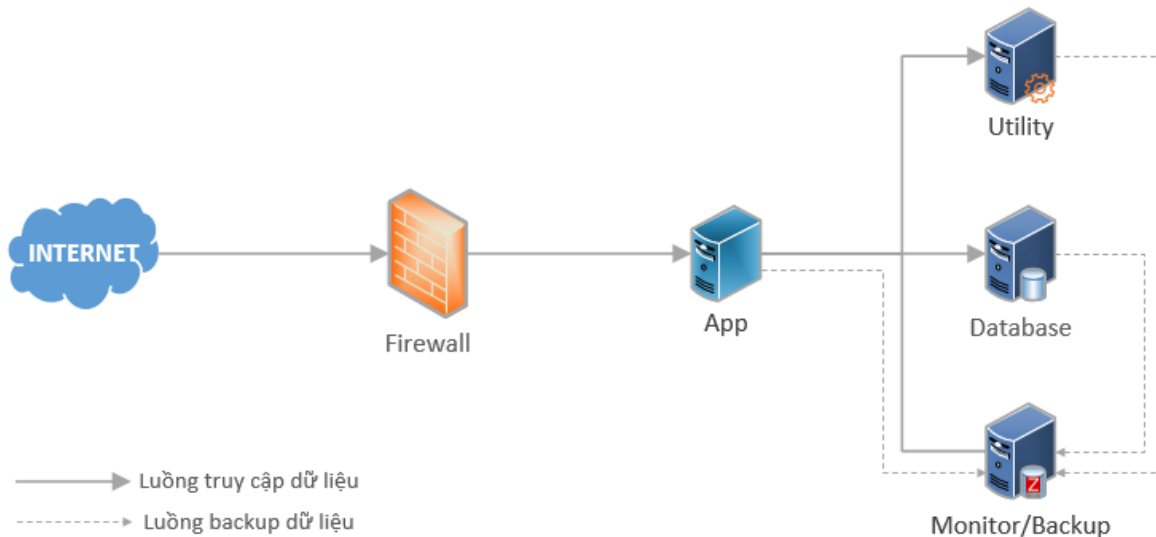 Utility
INTERNET
Firewall
App
Database
Z
Luồng truy cập dữ liệu
Luồng backup dữ liệu
Monitor/Backup